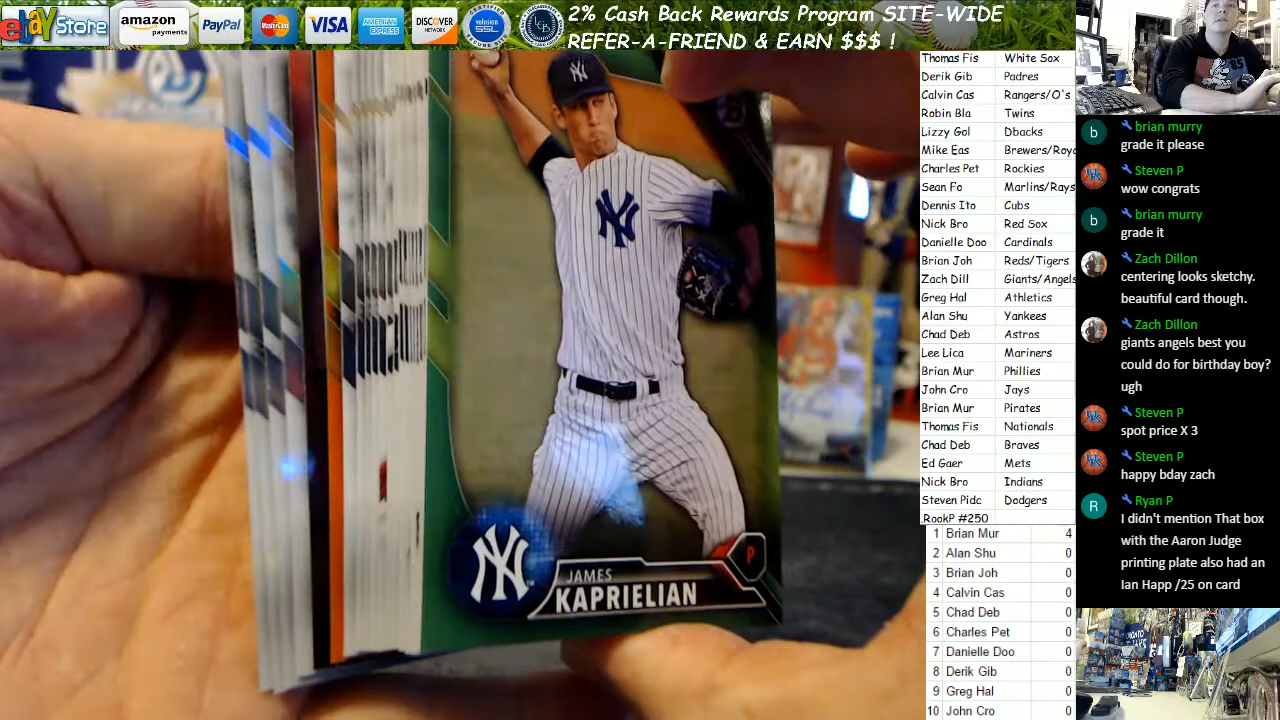 ebay Store
amazon payments
PayPal
MasterCard
VISA
AMERICAN EXPRESS
DISCOVER NETWORK
volusion SSL
2% Cash Back Rewards Program SITE-WIDE
REFER-A-FRIEND & EARN $$$ !
Thomas Fis White Sox
Derik Gib Padres
Calvin Cas Rangers/O's
Robin Bla Twins
Lizzy Gol Dbacks
Mike Eas Brewers/Roya
Charles Pet Rockies
Sean Fo Marlins/Rays
Dennis Ito Cubs
Nick Bro Red Sox
Danielle Doo Cardinals
Brian Joh Reds/Tigers
Zach Dill Giants/Angels
Greg Hal Athletics
Alan Shu Yankees
Chad Deb Astros
Lee Lica Mariners
Brian Mur Phillies
John Cro Jays
Brian Mur Pirates
Thomas Fis Nationals
Chad Deb Braves
Ed Gaer Mets
Nick Bro Indians
Steven Pidc Dodgers
.RookP #250
1 Brian Mur 4
2 Alan Shu 0
3 Brian Joh 0
4 Calvin Cas 0
5 Chad Deb 0
6 Charles Pet 0
7 Danielle Doo 0
8 Derik Gib 0
9 Greg Hal 0
10 John Cro 0
b brian murry
grade it please
Steven P
wow congrats
b brian murry
grade it
Zach Dillon
centering looks sketchy.
beautiful card though.
Zach Dillon
giants angels best you
could do for birthday boy?
ugh
Steven P
spot price X 3
Steven P
happy bday zach
R Ryan P
I didn't mention That box
with the Aaron Judge
printing plate also had an
Ian Happ /25 on card
NY
NY
NY
P
JAMES
KAPRIELIAN